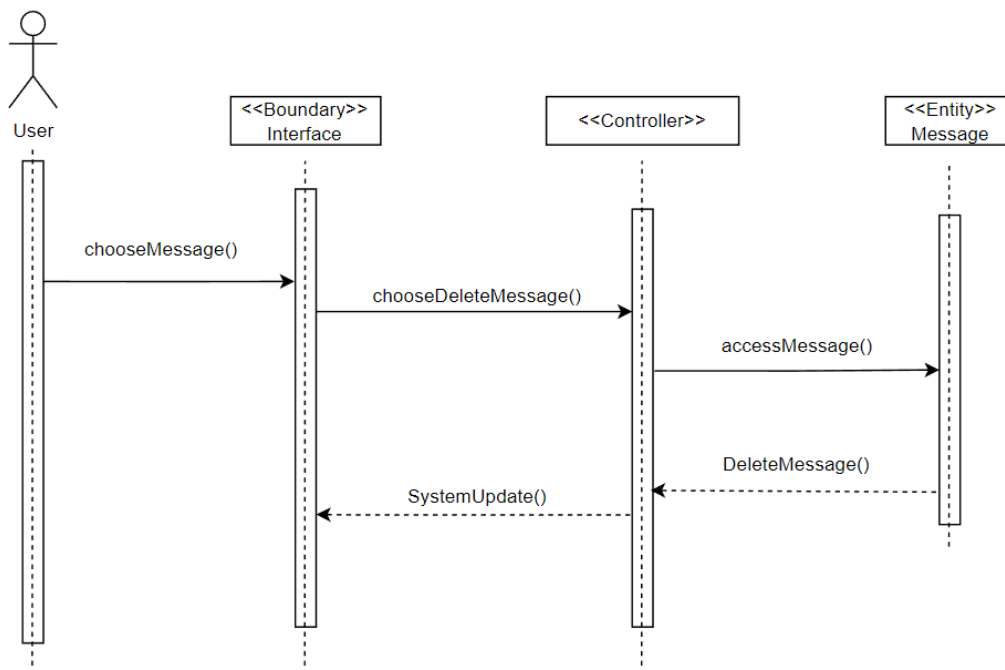 User
<<Boundary>>
Interface
<<Controller>>
<<Entity>>
Message
chooseMessage()
chooseDeleteMessage()
accessMessage()
DeleteMessage()
SystemUpdate()